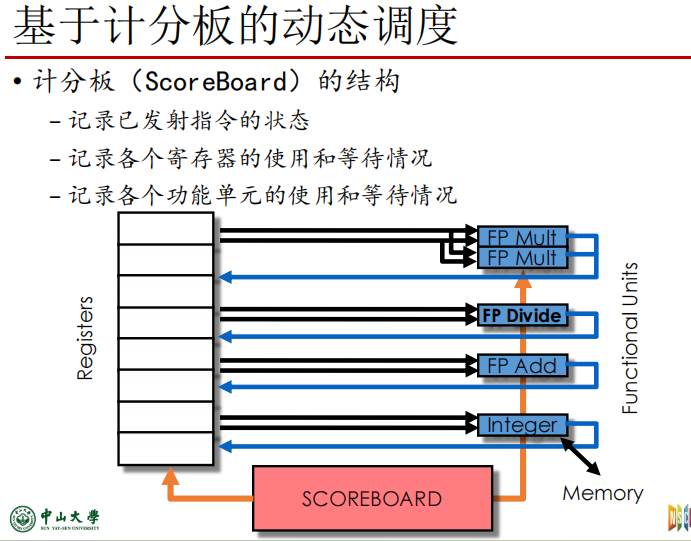 基于计分板的动态调度
• 计分板（ScoreBoard）的结构
– 记录已发射指令的状态
– 记录各个寄存器的使用和等待情况
– 记录各个功能单元的使用和等待情况
Registers
FP Mult
FP Mult
FP Divide
FP Add
Integer
Functional Units
SCOREBOARD
Memory
中山大學
SUN YAT-SEN UNIVERSITY